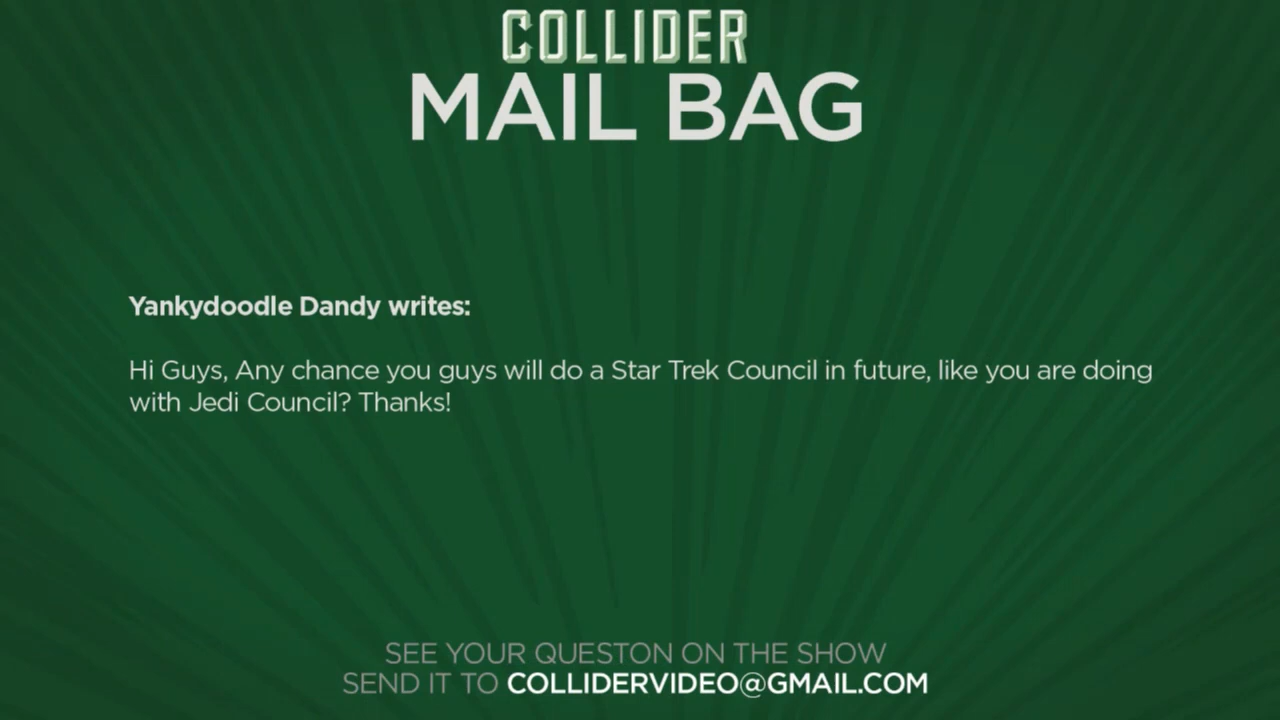 COLLIDER
MAIL BAG
Yankydoodle Dandy writes:
Hi Guys, Any chance you guys will do a Star Trek Council in future, like you are doing
with Jedi Council? Thanks!
SEE YOUR QUESTON ON THE SHOW
SEND IT TO COLLIDERVIDEO@GMAIL.COM